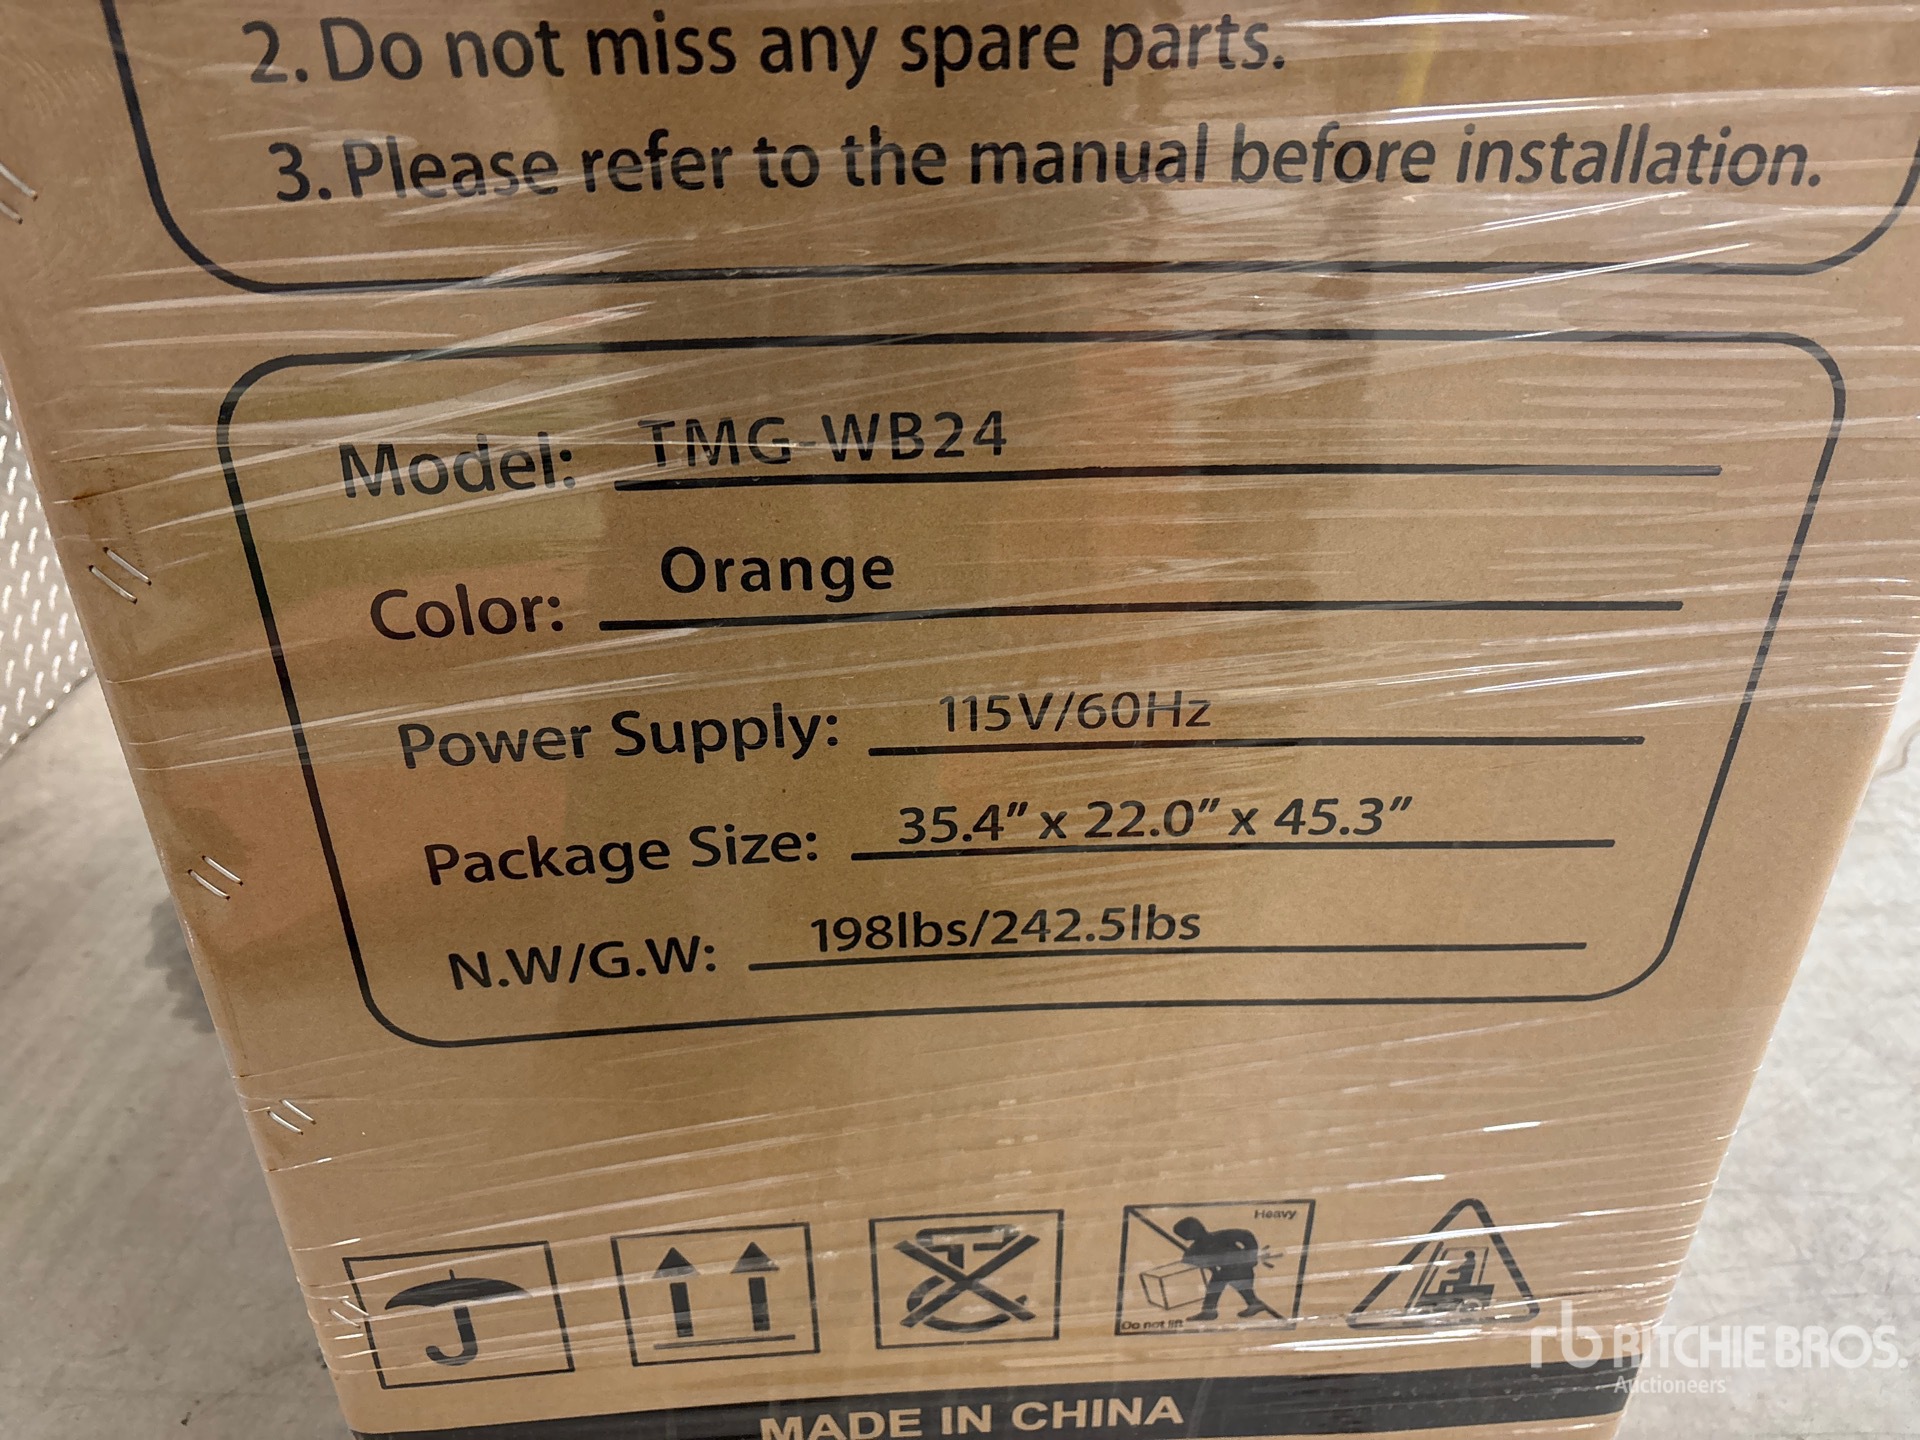 2. Do not miss any spare parts.
3. Please refer to the manual before installation.
Model: TMG-WB24
Color: Orange
Power Supply: 115V/60Hz
Package Size: 35.4" x 22.0" x 45.3"
N.W/G.W: 198lbs/242.5lbs
Heavy
Do not lift
rb RITCHIE BROS.
Auctioneers
MADE IN CHINA